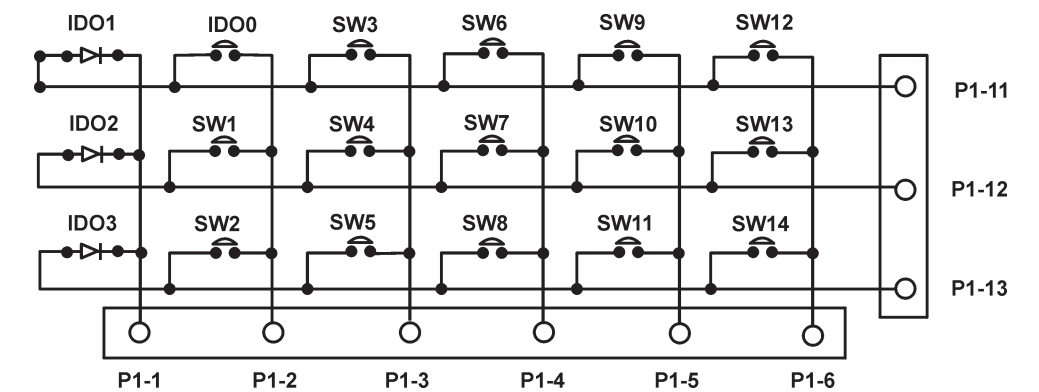 IDO1 IDO0 SW3 SW6 SW9 SW12
P1-11
IDO2 SW1 SW4 SW7 SW10 SW13
P1-12
IDO3 SW2 SW5 SW8 SW11 SW14
P1-13
P1-1 P1-2 P1-3 P1-4 P1-5 P1-6